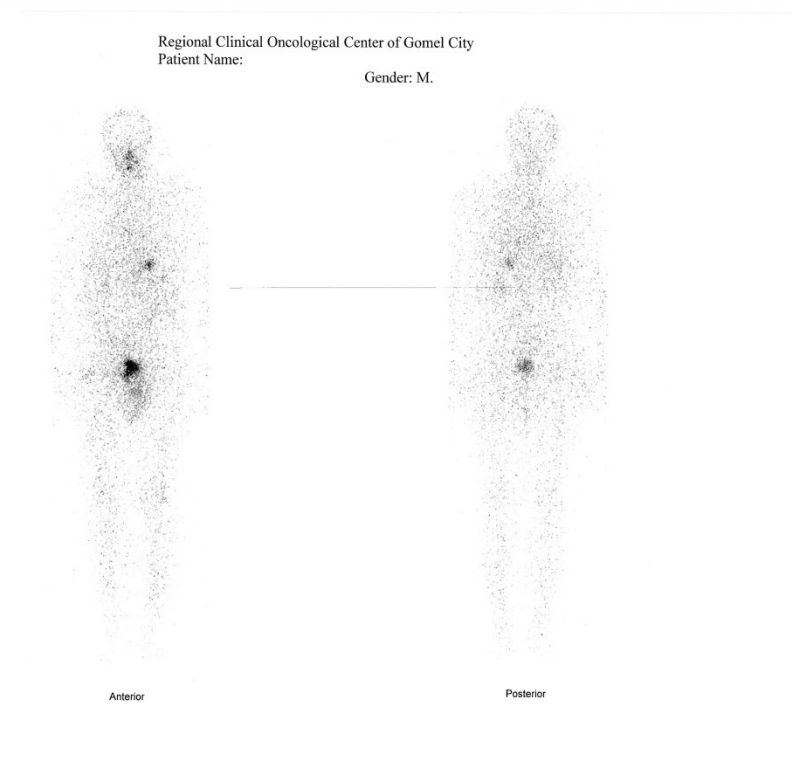 Regional Clinical Oncological Center of Gomel City
Patient Name:
Gender: M.
Anterior
Posterior